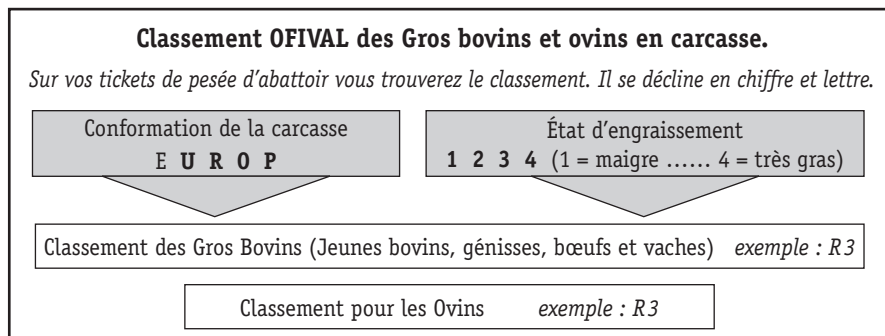 Classement OFIVAL des Gros bovins et ovins en carcasse.
Sur vos tickets de pesée d'abattoir vous trouverez le classement. Il se décline en chiffre et lettre.
Conformation de la carcasse
E U R O P
État d'engraissement
1 2 3 4 (1 = maigre ...... 4 = très gras)
Classement des Gros Bovins (Jeunes bovins, génisses, bœufs et vaches) exemple : R3
Classement pour les Ovins exemple : R3